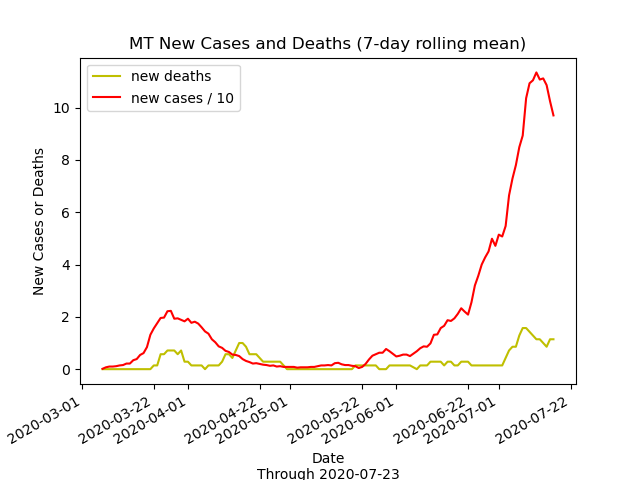 MT New Cases and Deaths (7-day rolling mean)
new deaths
new cases / 10
New Cases or Deaths
10
8
6
4
2
0
2020-03-01
2020-03-22
2020-04-01
2020-04-22
2020-05-01
2020-05-22
2020-06-01
2020-06-22
2020-07-01
2020-07-22
Date
Through 2020-07-23